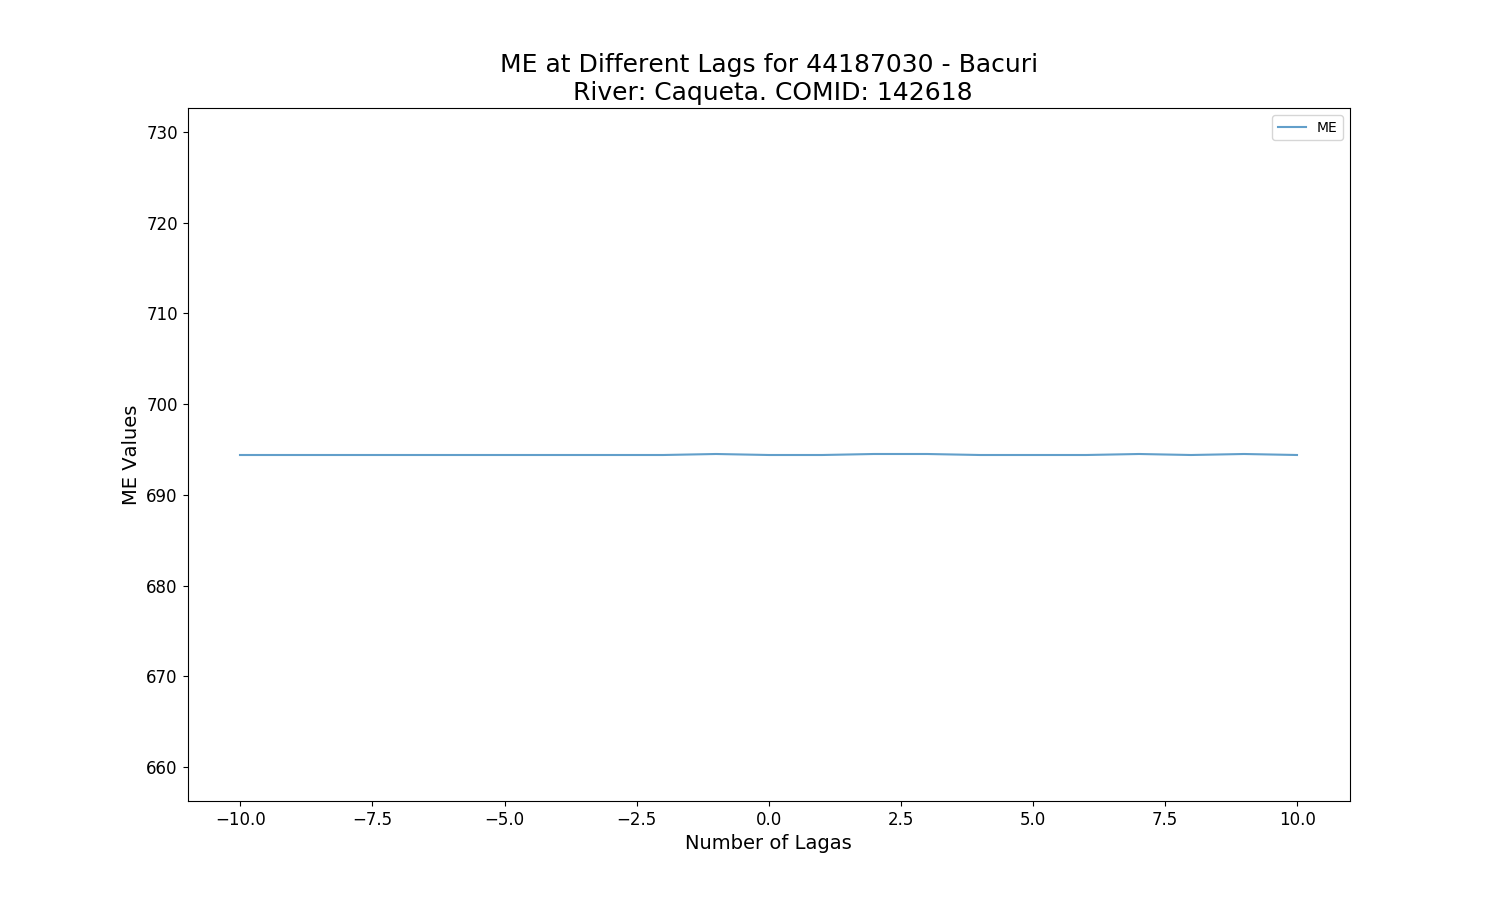 ME at Different Lags for 44187030 - Bacuri
River: Caqueta. COMID: 142618
ME
730
720
710
700
690
680
670
660
ME Values
−10.0 −7.5 −5.0 −2.5 0.0 2.5 5.0 7.5 10.0
Number of Lagas